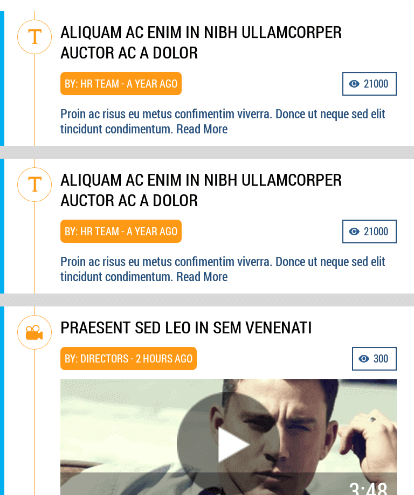 T
ALIQUAM AC ENIM IN NIBH ULLAMCORPER
AUCTOR AC A DOLOR
BY: HR TEAM - A YEAR AGO
21000
Proin ac risus eu metus confimentim viverra. Donce ut neque sed elit
tincidunt condimentum. Read More
T
ALIQUAM AC ENIM IN NIBH ULLAMCORPER
AUCTOR AC A DOLOR
BY: HR TEAM - A YEAR AGO
21000
Proin ac risus eu metus confimentim viverra. Donce ut neque sed elit
tincidunt condimentum. Read More
PRAESENT SED LEO IN SEM VENENATI
BY: DIRECTORS - 2 HOURS AGO
300
3:48